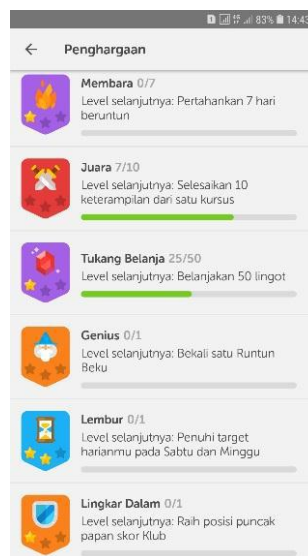 83% 14:43
Penghargaan
Membara 0/7
Level selanjutnya: Pertahankan 7 hari
beruntun
Juara 7/10
Level selanjutnya: Selesaikan 10
keterampilan dari satu kursus
Tukang Belanja 25/50
Level selanjutnya: Belanjakan 50 lingot
Genius 0/1
Level selanjutnya: Bekali satu Runtun
Beku
Lembur 0/1
Level selanjutnya: Penuhi target
harianmu pada Sabtu dan Minggu
Lingkar Dalam 0/1
Level selanjutnya: Raih posisi puncak
papan skor Klub